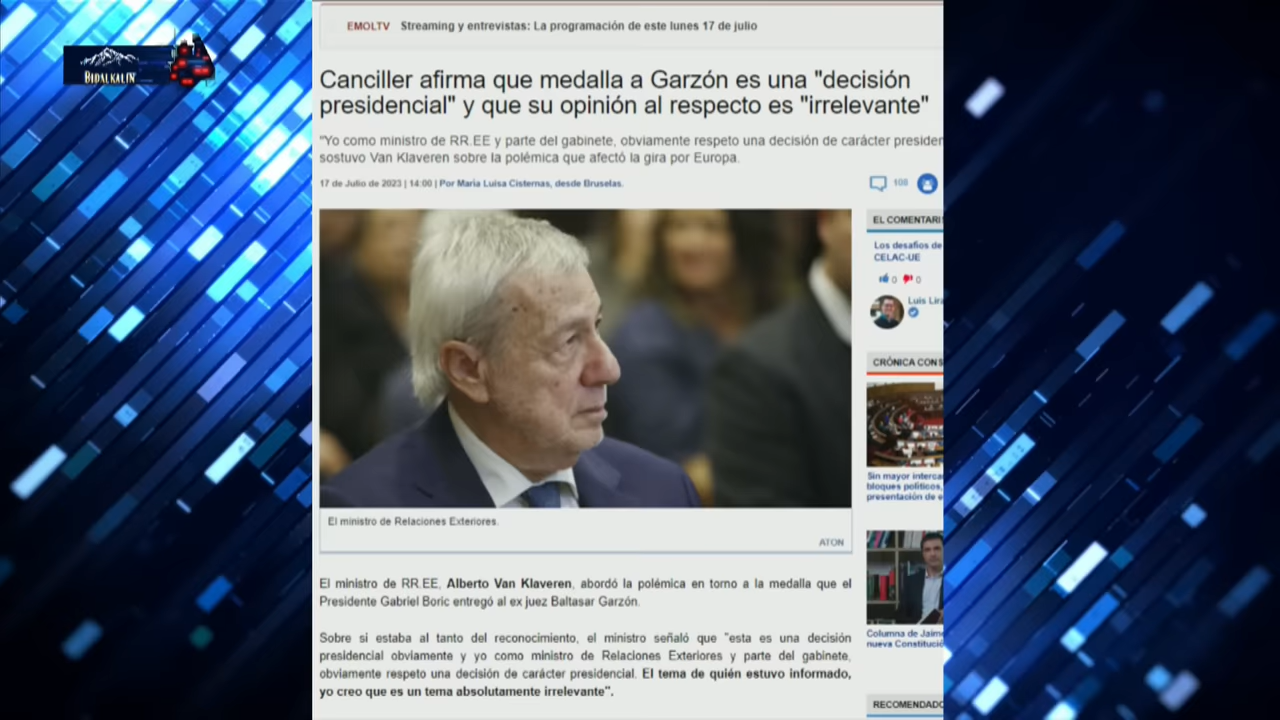 BIDALKALIN
EMOLTV Streaming y entrevistas: La programación de este lunes 17 de julio
Canciller afirma que medalla a Garzón es una "decisión
presidencial" y que su opinión al respecto es "irrelevante"
"Yo como ministro de RR.EE y parte del gabinete, obviamente respeto una decisión de carácter presiden
sostuvo Van Klaveren sobre la polémica que afectó la gira por Europa.
17 de Julio de 2023 | 14:00 | Por María Luisa Cisternas, desde Bruselas.
108
El ministro de Relaciones Exteriores.
ATON
El ministro de RR.EE, Alberto Van Klaveren, abordó la polémica en torno a la medalla que el
Presidente Gabriel Boric entregó al ex juez Baltasar Garzón.
Sobre si estaba al tanto del reconocimiento, el ministro señaló que "esta es una decisión
presidencial obviamente y yo como ministro de Relaciones Exteriores y parte del gabinete,
obviamente respeto una decisión de carácter presidencial. El tema de quién estuvo informado,
yo creo que es un tema absolutamente irrelevante".
EL COMENTARI
Los desafíos de
CELAC-UE
0 0
Luis Lira
CRÓNICA CONS
Sin mayor interca
bloques políticos,
presentación de e
Columna de Jaime
nueva Constitució
RECOMENDADO